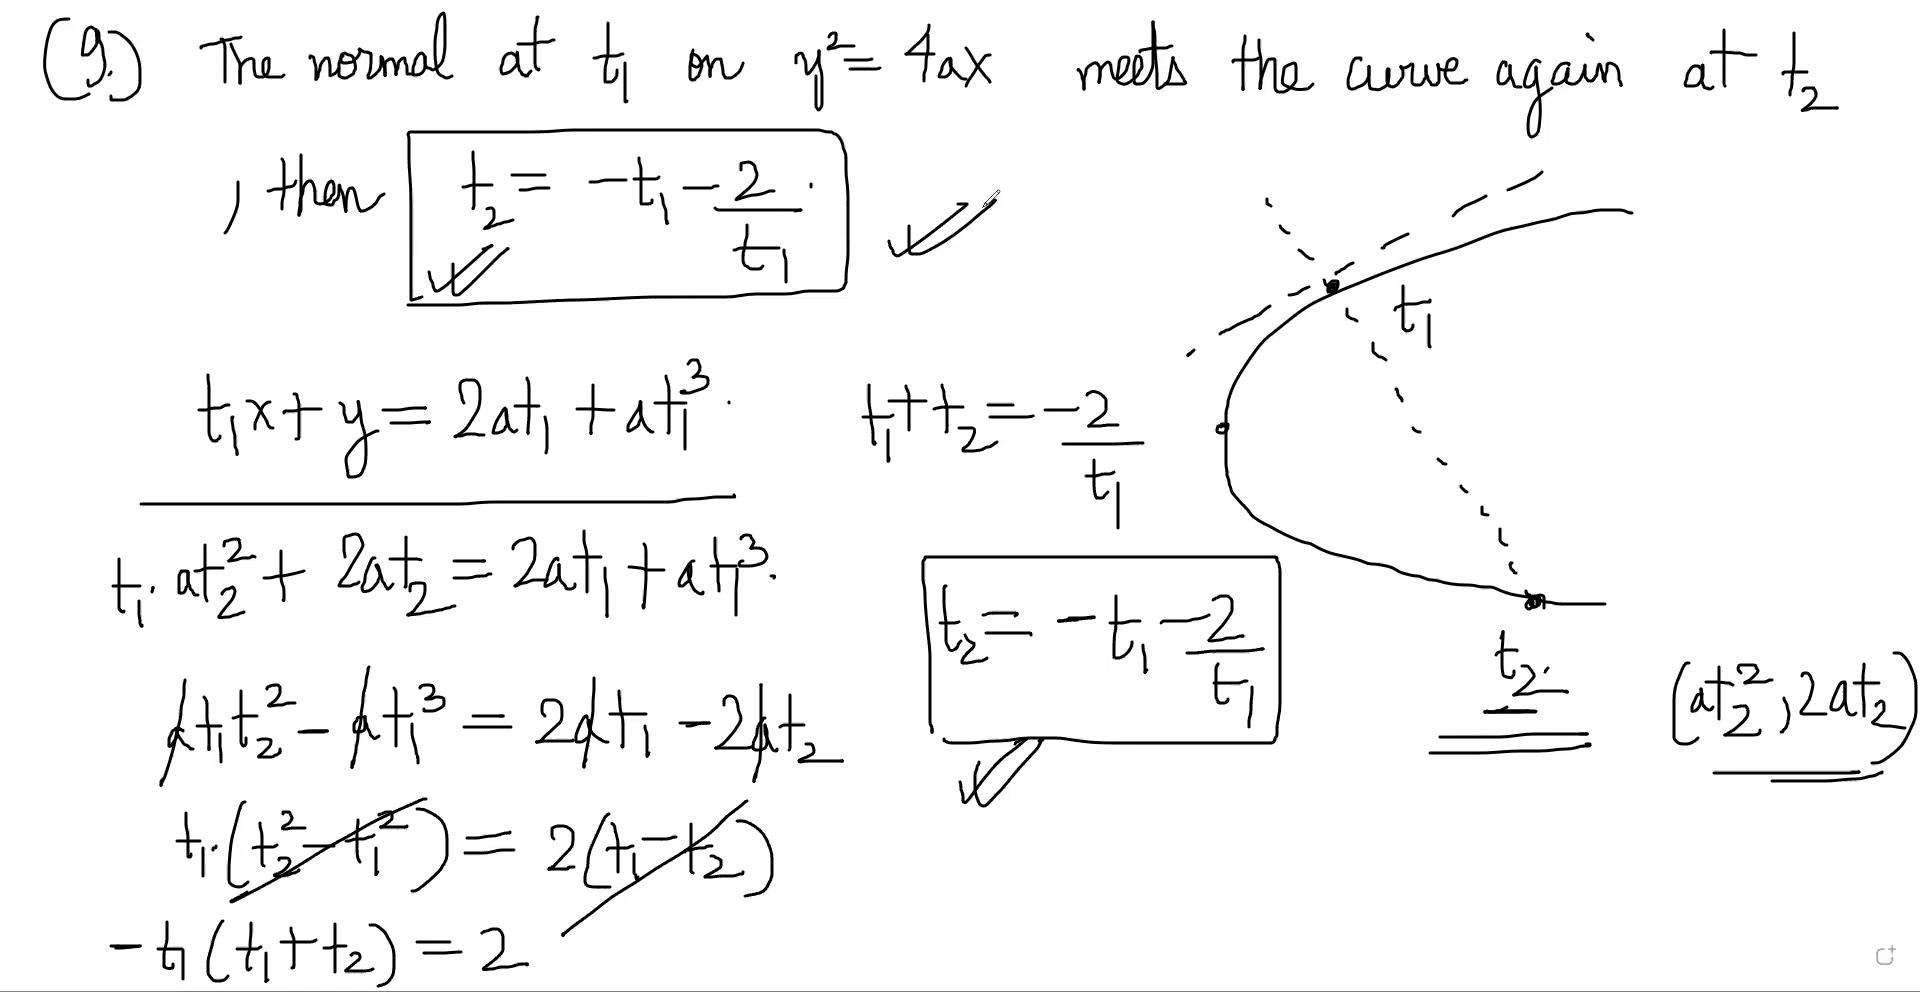 (9.) The normal at t₁ on y² = 4ax meets the curve again at t₂
, then t₂ = -t₁ - 2/t₁ .
t₁
t₁x + y = 2at₁ + at₁³ .
t₁ + t₂ = -2/t₁
t₁. at₂² + 2at₂ = 2at₁ + at₁³.
t₂ = -t₁ - 2/t₁
t₂.
(at₂², 2at₂)
at₁t₂² - at₁³ = 2at₁ - 2at₂
t₁.(t₂² - t₁²) = 2(t₁ - t₂)
-t₁(t₁ + t₂) = 2